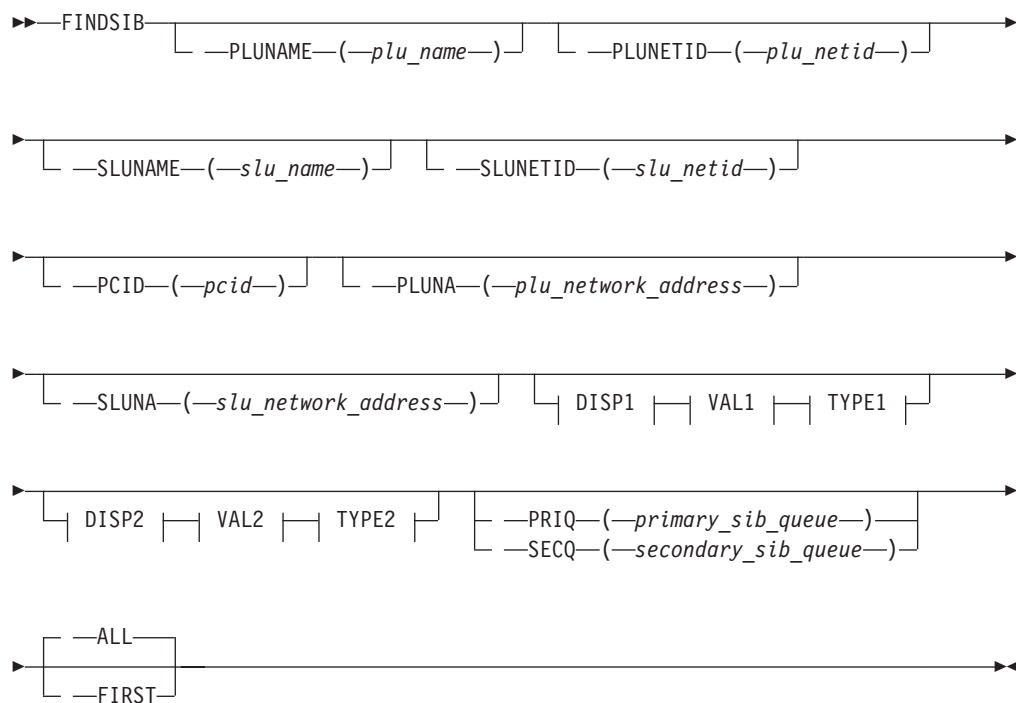 FINDSIB PLUNAME ( plu_name ) PLUNETID ( plu_netid )
SLUNAME ( slu_name ) SLUNETID ( slu_netid )
PCID ( pcid ) PLUNA ( plu_network_address )
SLUNA ( slu_network_address ) DISP1 VAL1 TYPE1
DISP2 VAL2 TYPE2 PRIQ ( primary_sib_queue )
SECQ ( secondary_sib_queue )
ALL
FIRST